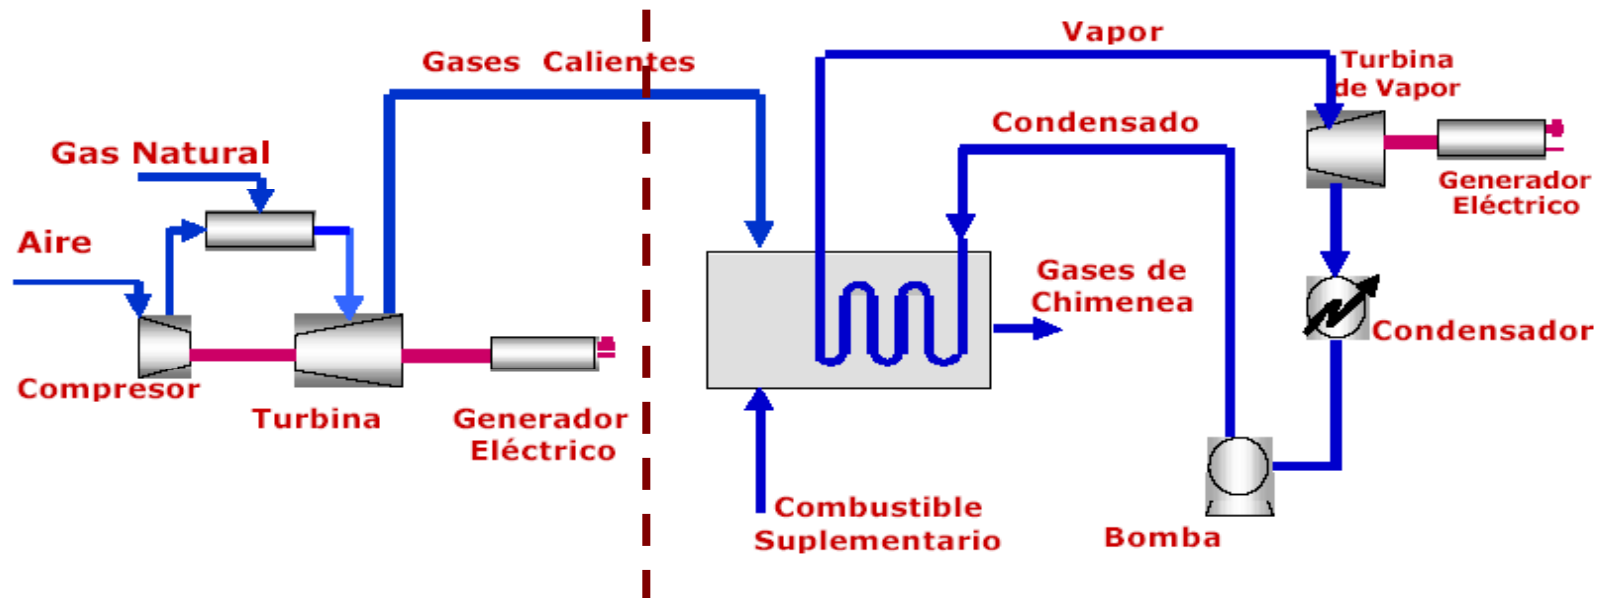 Vapor
Gases Calientes
Turbina
de Vapor
Condensado
Gas Natural
Generador
Eléctrico
Aire
Gases de
Chimenea
Condensador
Compresor
Turbina
Generador
Eléctrico
Combustible
Suplementario
Bomba